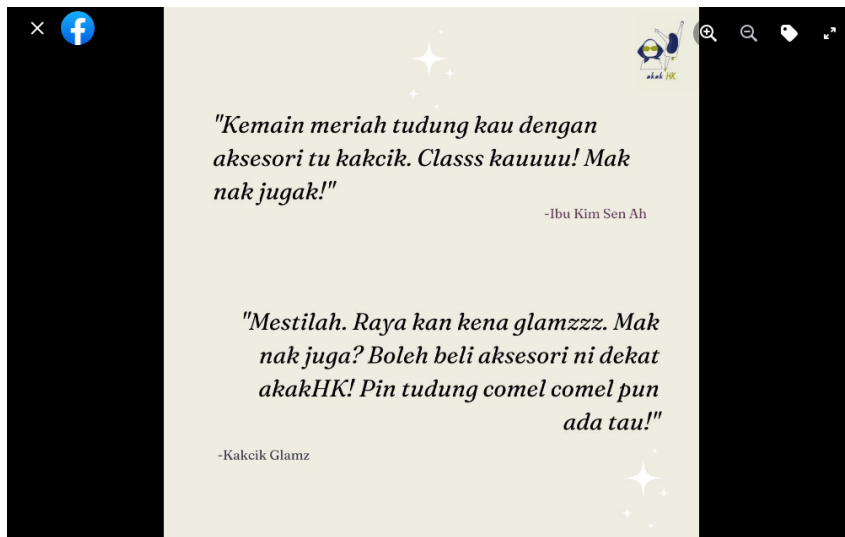 akak HK
"Kemain meriah tudung kau dengan
aksesori tu kakcik. Classs kauuuu! Mak
nak jugak!"
-Ibu Kim Sen Ah
"Mestilah. Raya kan kena glamzzz. Mak
nak juga? Boleh beli aksesori ni dekat
akakHK! Pin tudung comel comel pun
ada tau!"
-Kakcik Glamz